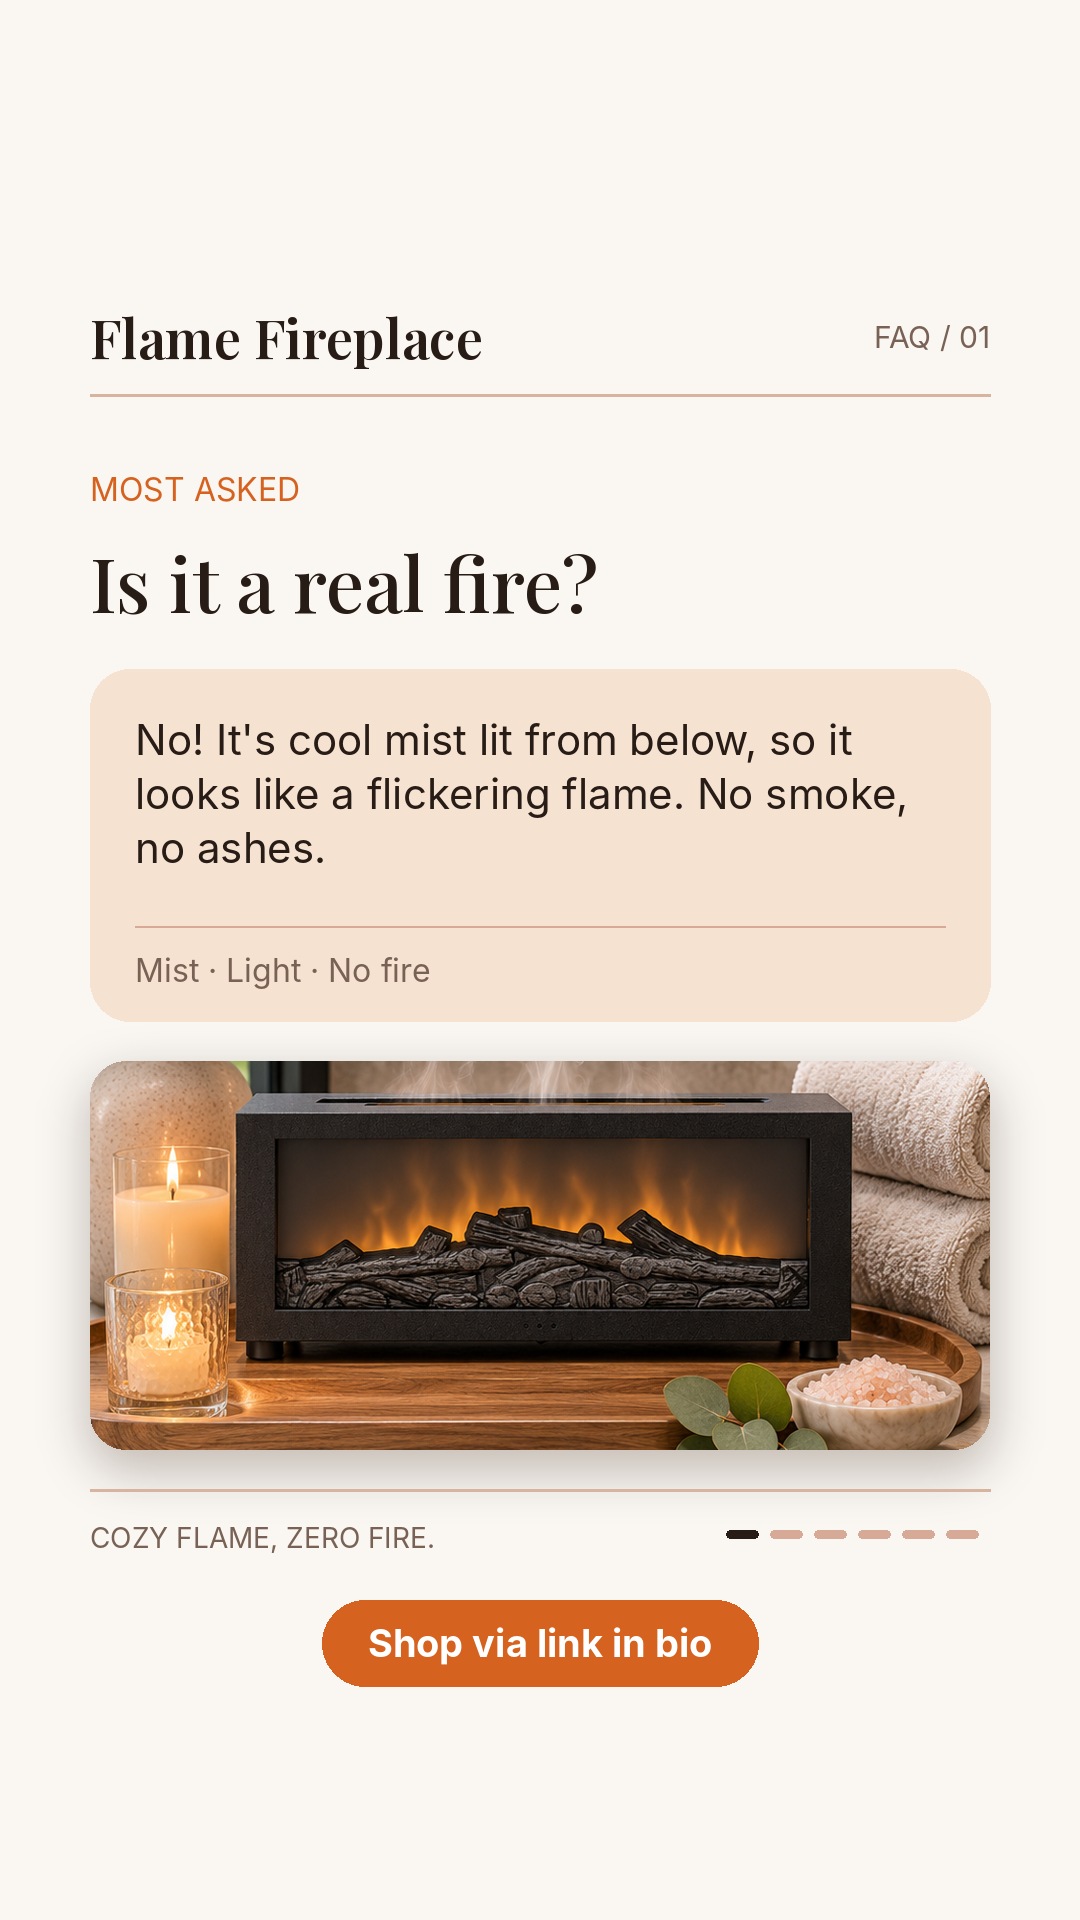 Flame Fireplace
FAQ / 01
MOST ASKED
Is it a real fire?
No! It's cool mist lit from below, so it
looks like a flickering flame. No smoke,
no ashes.
Mist · Light · No fire
COZY FLAME, ZERO FIRE.
Shop via link in bio